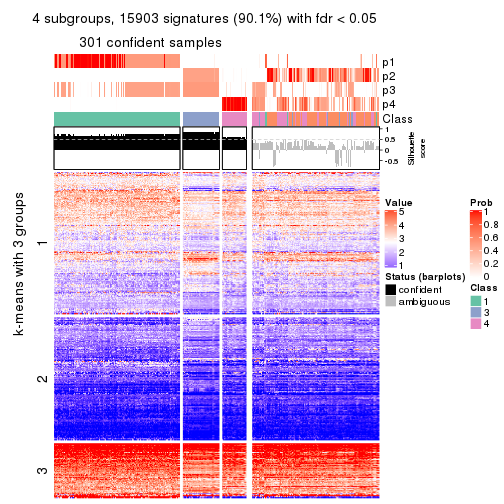 4 subgroups, 15903 signatures (90.1%) with fdr < 0.05
301 confident samples
p1
p2
p3
p4
Class
1
0.5
0
-0.5
Silhouette
score
k-means with 3 groups
1
2
3
Value
5
4
3
2
1
Status (barplots)
confident
ambiguous
Prob
1
0.8
0.6
0.4
0.2
0
Class
1
3
4